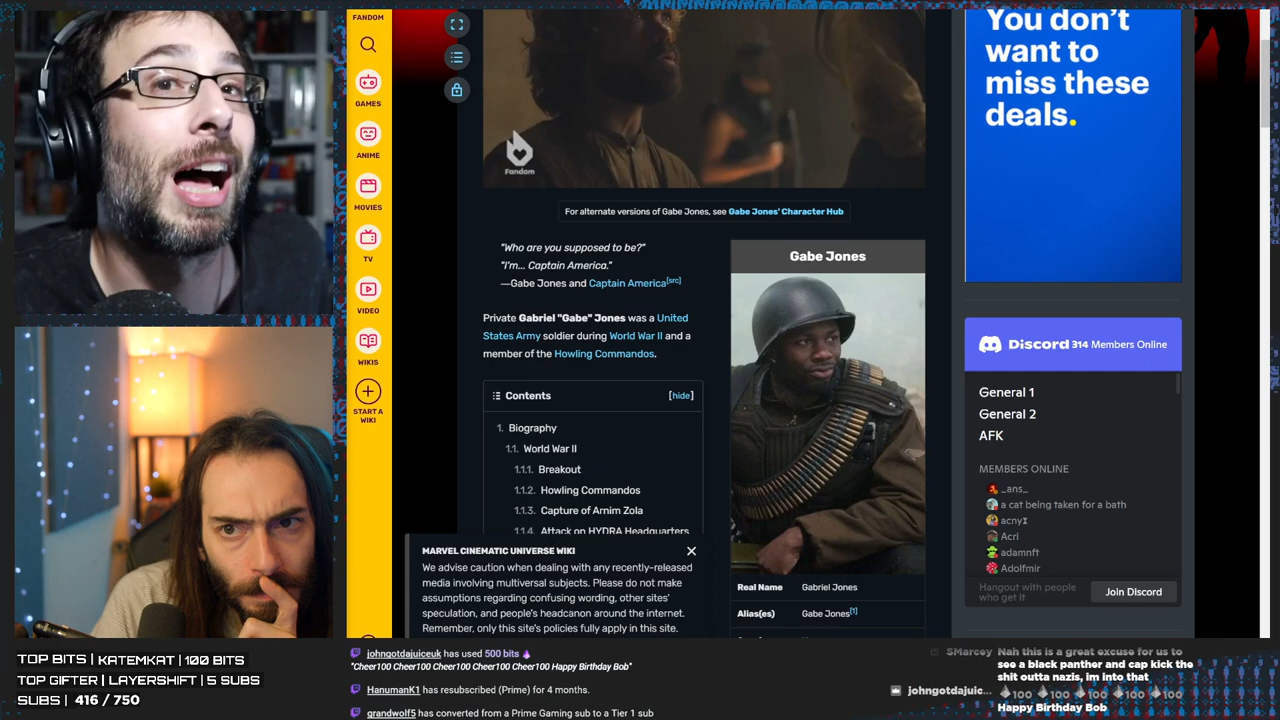 FANDOM
GAMES
ANIME
MOVIES
TV
VIDEO
WIKIS
START A
WIKI
Fandom
For alternate versions of Gabe Jones, see Gabe Jones' Character Hub
"Who are you supposed to be?"
"I'm... Captain America."
—Gabe Jones and Captain America[src]
Private Gabriel "Gabe" Jones was a United
States Army soldier during World War II and a
member of the Howling Commandos.
Contents [hide]
1. Biography
1.1. World War II
1.1.1. Breakout
1.1.2. Howling Commandos
1.1.3. Capture of Arnim Zola
1.1.4. Attack on HYDRA Headquarters
Gabe Jones
Real Name Gabriel Jones
Alias(es) Gabe Jones[1]
MARVEL CINEMATIC UNIVERSE WIKI
We advise caution when dealing with any recently-released
media involving multiversal subjects. Please do not make
assumptions regarding confusing wording, other sites'
speculation, and people's headcanon around the internet.
Remember, only this site's policies fully apply in this site.
You don't
want to
miss these
deals.
Discord 314 Members Online
General 1
General 2
AFK
MEMBERS ONLINE
_ans_
a cat being taken for a bath
acnyɪ
Acri
adamnft
Adolfmir
Hangout with people
who get it
Join Discord
TOP BITS | KATEMKAT | 100 BITS
TOP GIFTER | LAYERSHIFT | 5 SUBS
SUBS | 416 / 750
johngotdajuiceuk has used 500 bits
"Cheer100 Cheer100 Cheer100 Cheer100 Cheer100 Happy Birthday Bob"
HanumanK1 has resubscribed (Prime) for 4 months.
grandwolf5 has converted from a Prime Gaming sub to a Tier 1 sub
SMarcey Nah this is a great excuse for us to
see a black panther and cap kick the
shit outta nazis, im into that
johngotdajuic... 100 100 100 100 100
Happy Birthday Bob